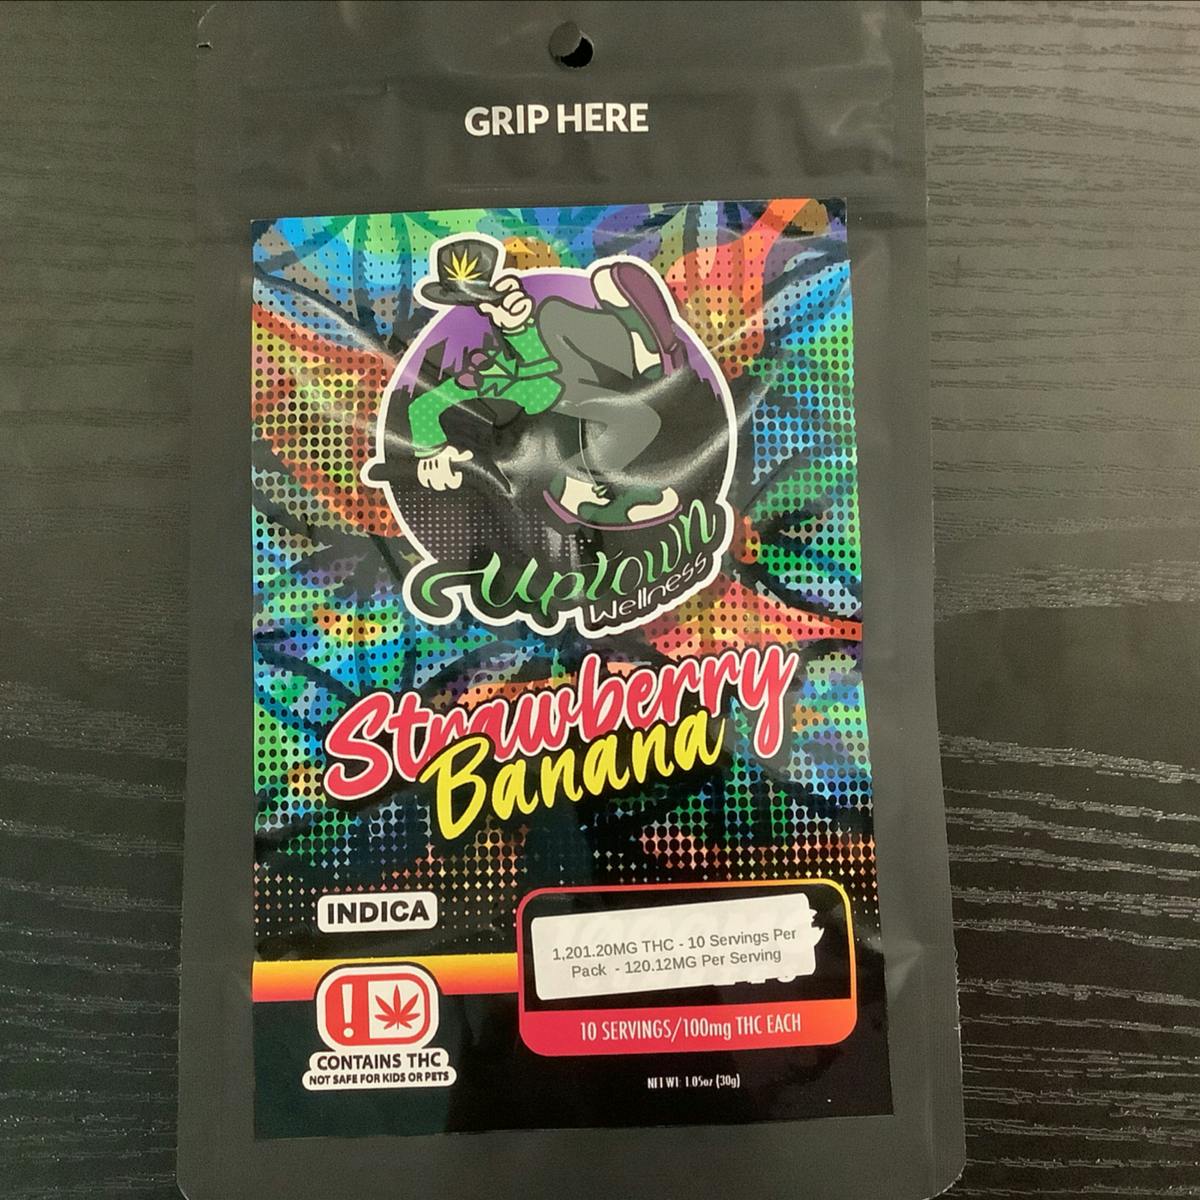 GRIP HERE
Uptown
Wellness
Strawberry
Banana
INDICA
1,201.20MG THC - 10 Servings Per
Pack - 120.12MG Per Serving
10 SERVINGS/100mg THC EACH
CONTAINS THC
NOT SAFE FOR KIDS OR PETS
NET WT: 1.05oz (30g)